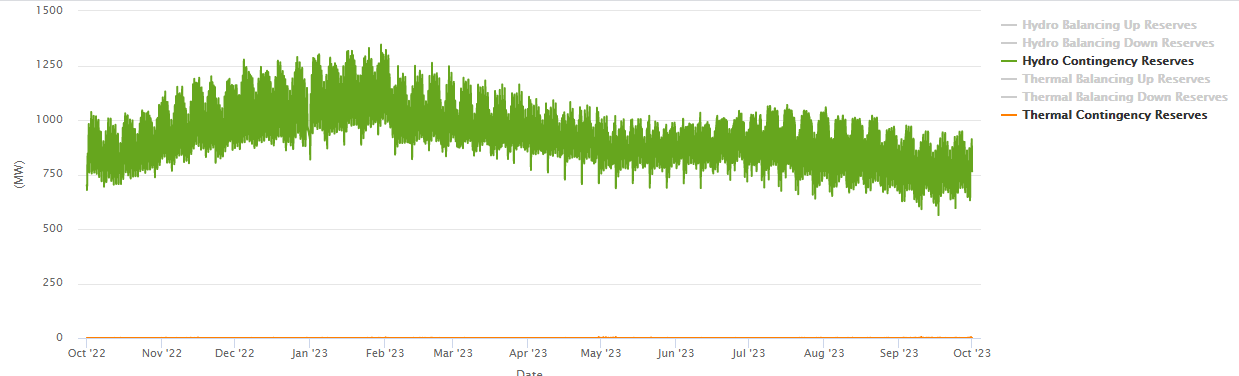 1500
1250
1000
750
500
250
0
(MW)
Oct '22 Nov '22 Dec '22 Jan '23 Feb '23 Mar '23 Apr '23 May '23 Jun '23 Jul '23 Aug '23 Sep '23 Oct '23
Date
Hydro Balancing Up Reserves
Hydro Balancing Down Reserves
Hydro Contingency Reserves
Thermal Balancing Up Reserves
Thermal Balancing Down Reserves
Thermal Contingency Reserves